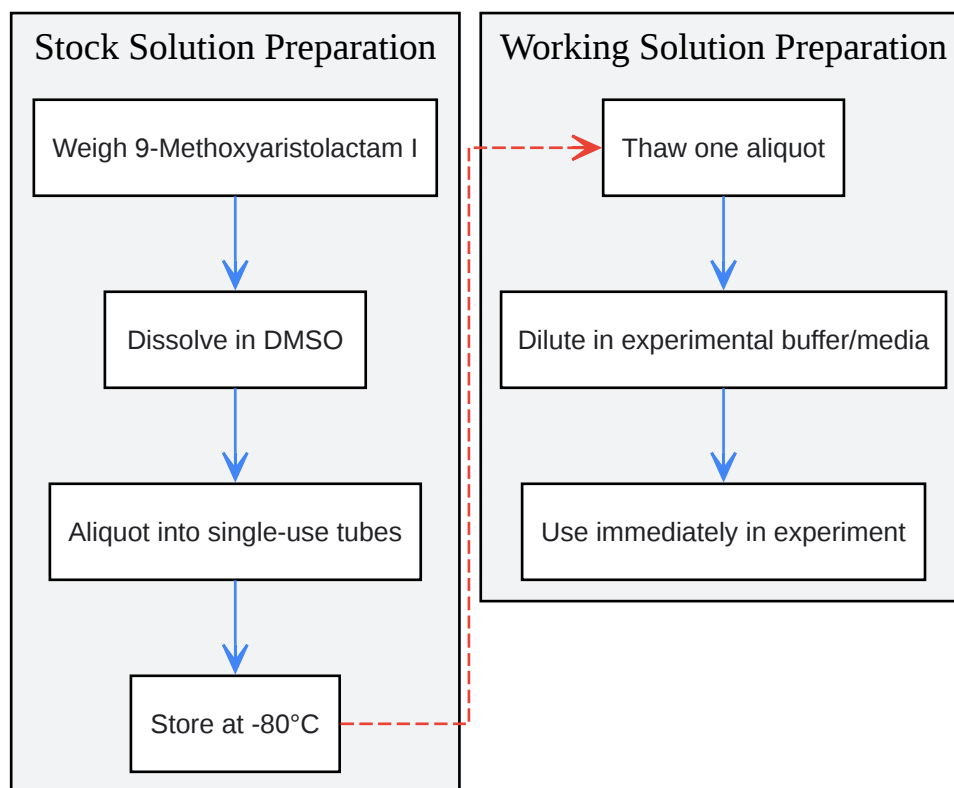 Stock Solution Preparation
Weigh 9-Methoxyaristolactam I
Dissolve in DMSO
Aliquot into single-use tubes
Store at -80°C
Working Solution Preparation
Thaw one aliquot
Dilute in experimental buffer/media
Use immediately in experiment